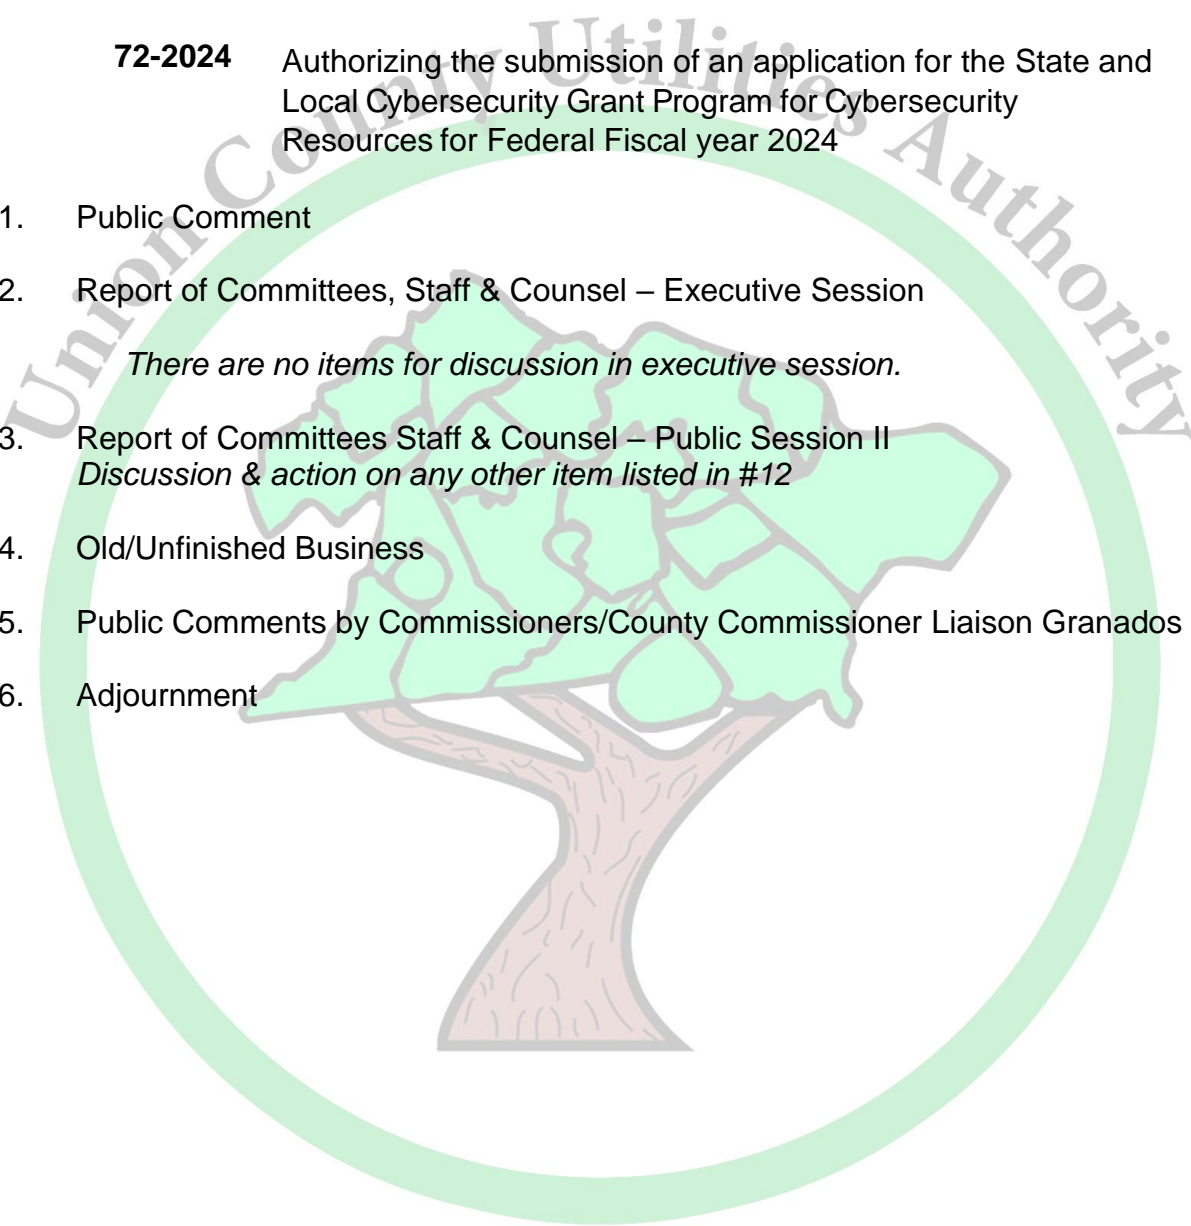 Union County Utilities Authority
72-2024 Authorizing the submission of an application for the State and
Local Cybersecurity Grant Program for Cybersecurity
Resources for Federal Fiscal year 2024
1. Public Comment
2. Report of Committees, Staff & Counsel – Executive Session
There are no items for discussion in executive session.
3. Report of Committees Staff & Counsel – Public Session II
Discussion & action on any other item listed in #12
4. Old/Unfinished Business
5. Public Comments by Commissioners/County Commissioner Liaison Granados
6. Adjournment